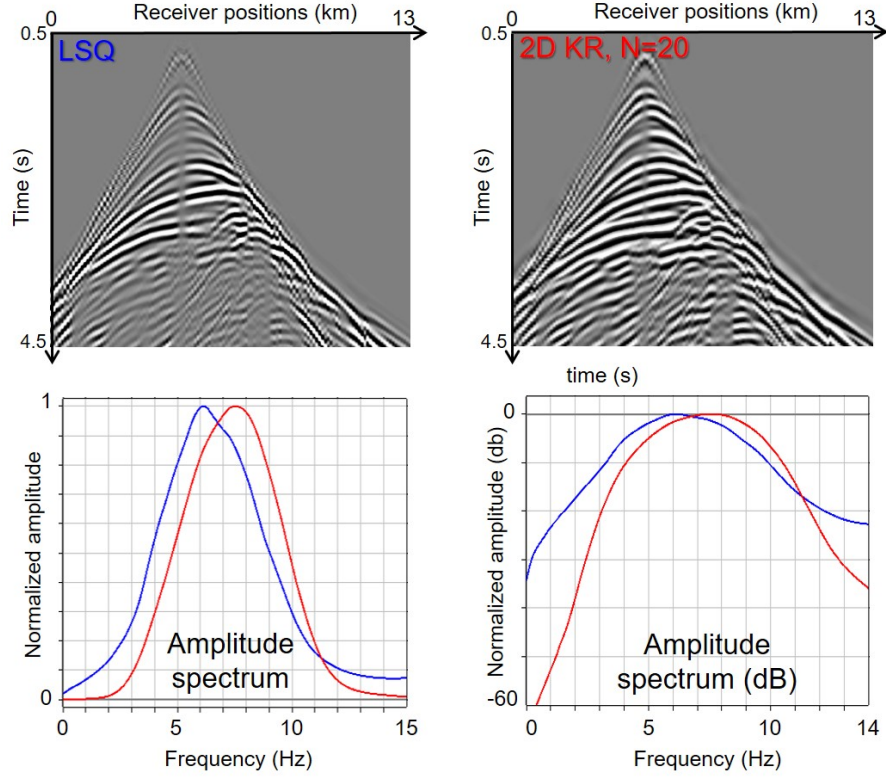 0 Receiver positions (km) 13
0.5
LSQ
Time (s)
4.5
0 Receiver positions (km) 13
0.5
2D KR, N=20
Time (s)
4.5
time (s)
1
Normalized amplitude
Amplitude
spectrum
0
0 5 10 15
Frequency (Hz)
0
Normalized amplitude (db)
Amplitude
spectrum (dB)
-60
0 5 10 14
Frequency (Hz)